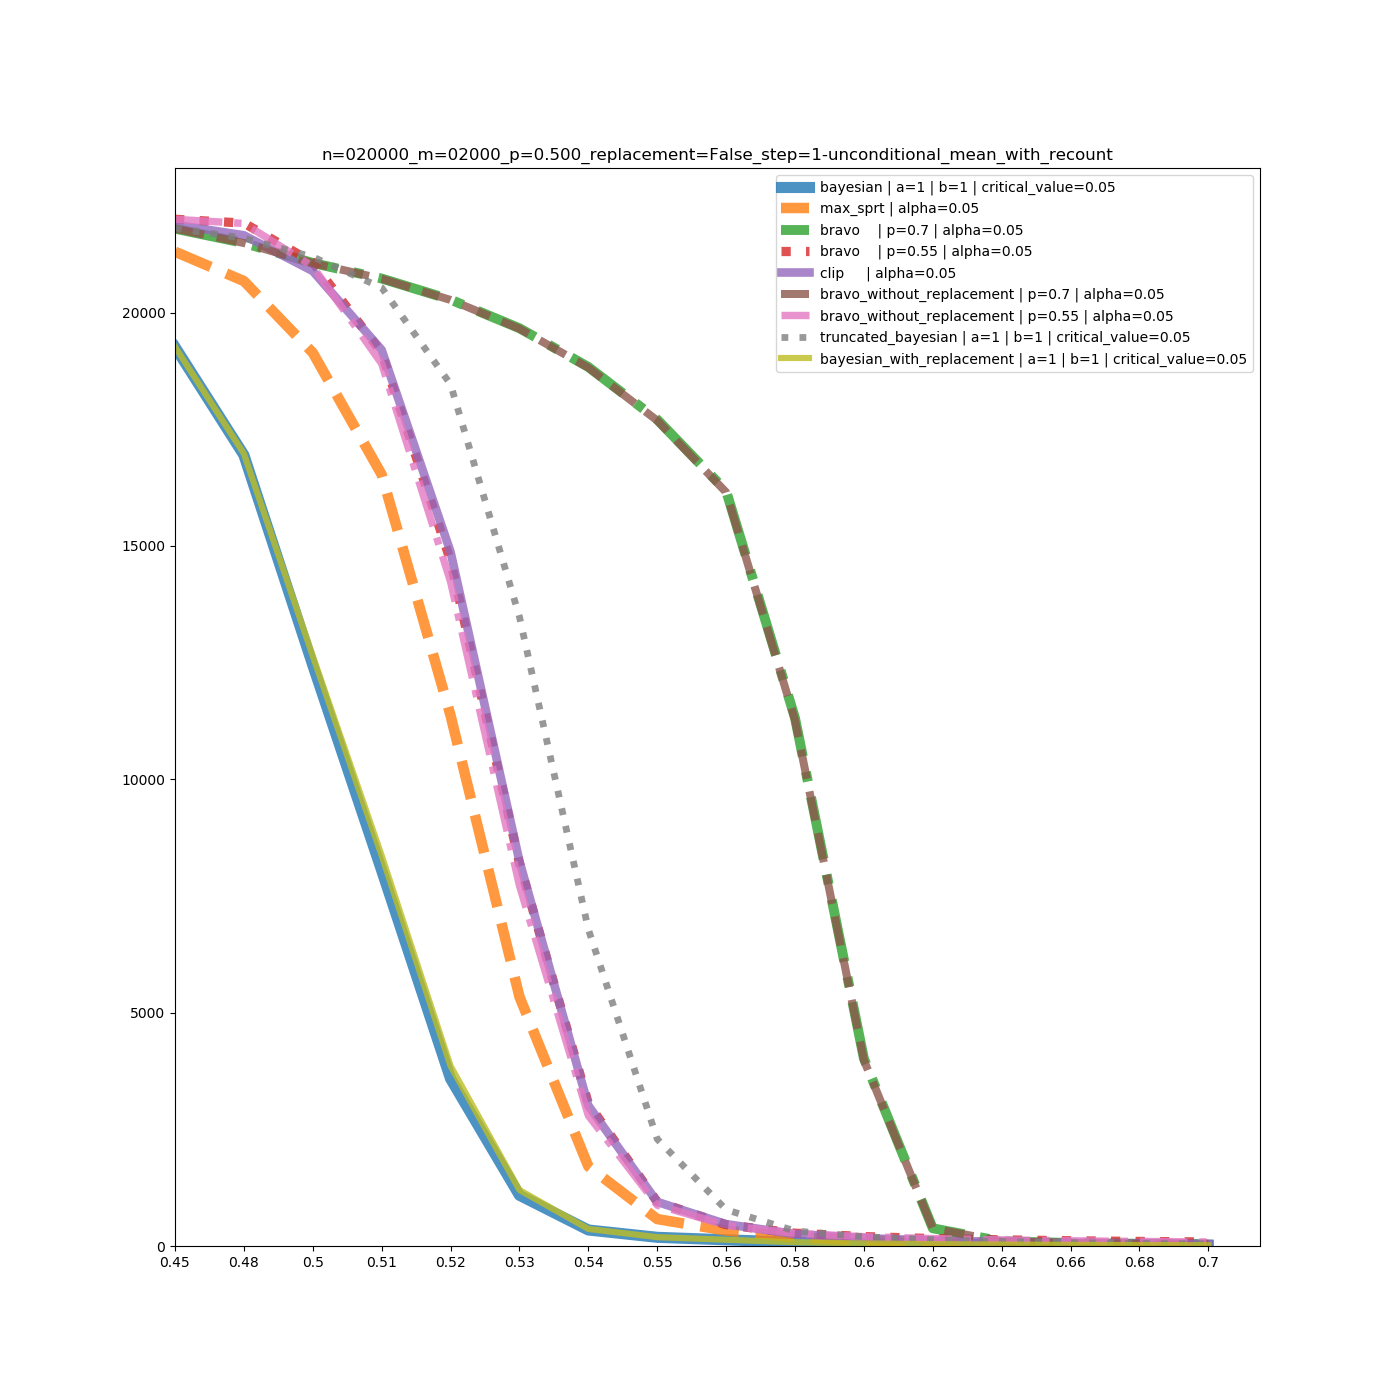 n=020000_m=02000_p=0.500_replacement=False_step=1-unconditional_mean_with_recount
bayesian | a=1 | b=1 | critical_value=0.05
max_sprt | alpha=0.05
bravo    | p=0.7 | alpha=0.05
bravo    | p=0.55 | alpha=0.05
clip     | alpha=0.05
bravo_without_replacement | p=0.7 | alpha=0.05
bravo_without_replacement | p=0.55 | alpha=0.05
truncated_bayesian | a=1 | b=1 | critical_value=0.05
bayesian_with_replacement | a=1 | b=1 | critical_value=0.05
20000
15000
10000
5000
0
0.45 0.48 0.5 0.51 0.52 0.53 0.54 0.55 0.56 0.58 0.6 0.62 0.64 0.66 0.68 0.7